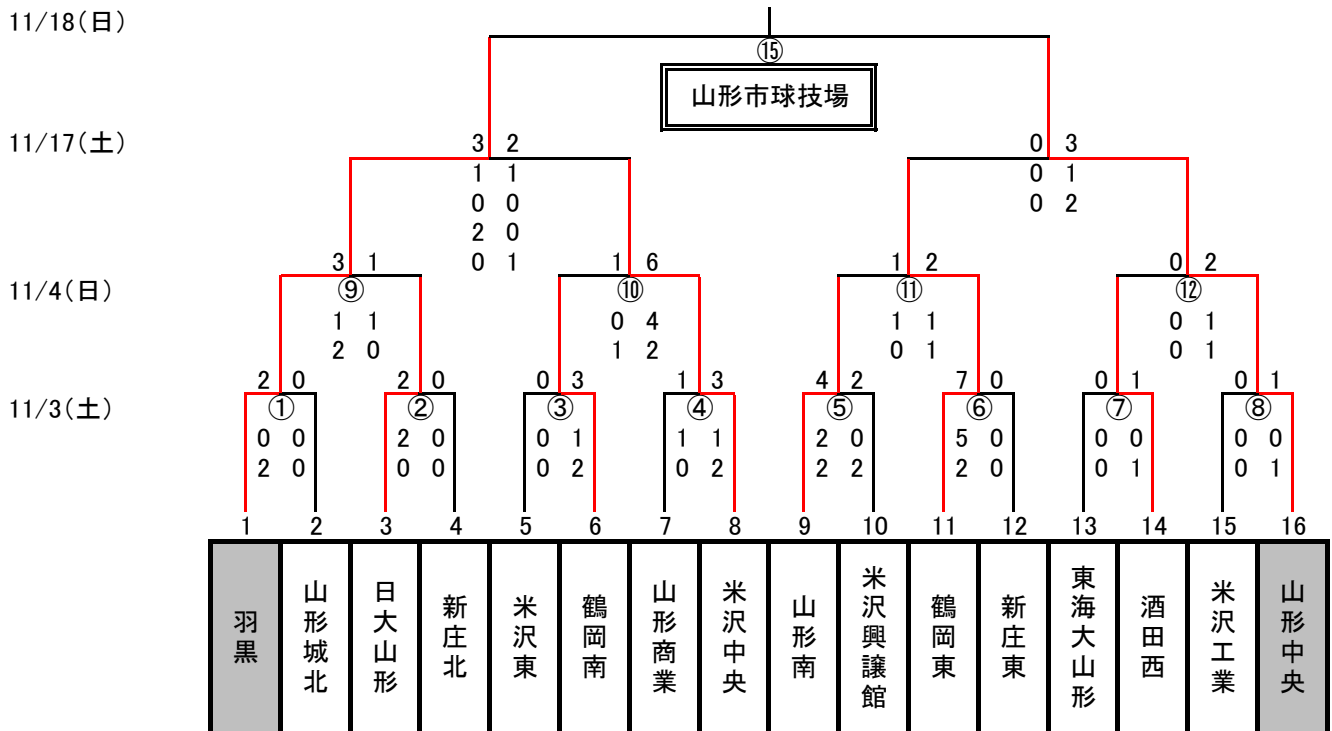 11/18(日)
⑮
山形市球技場
11/17(土)
3 2 0 3
1 1 0 1
0 0 0 2
2 0
0 1
3 1 1 6 1 2 0 2
11/4(日)
⑨ ⑩ ⑪ ⑫
1 1 0 4 1 1 0 1
2 0 1 2 0 1 0 1
2 0 2 0 0 3 1 3 4 2 7 0 0 1 0 1
11/3(土)
① ② ③ ④ ⑤ ⑥ ⑦ ⑧
0 0 2 0 0 1 1 1 2 0 5 0 0 0 0 0
2 0 0 0 0 2 0 2 2 2 2 0 0 1 0 1
1 2 3 4 5 6 7 8 9 10 11 12 13 14 15 16
羽黒
山形城北
日大山形
新庄北
米沢東
鶴岡南
山形商業
米沢中央
山形南
米沢興譲館
鶴岡東
新庄東
東海大山形
酒田西
米沢工業
山形中央